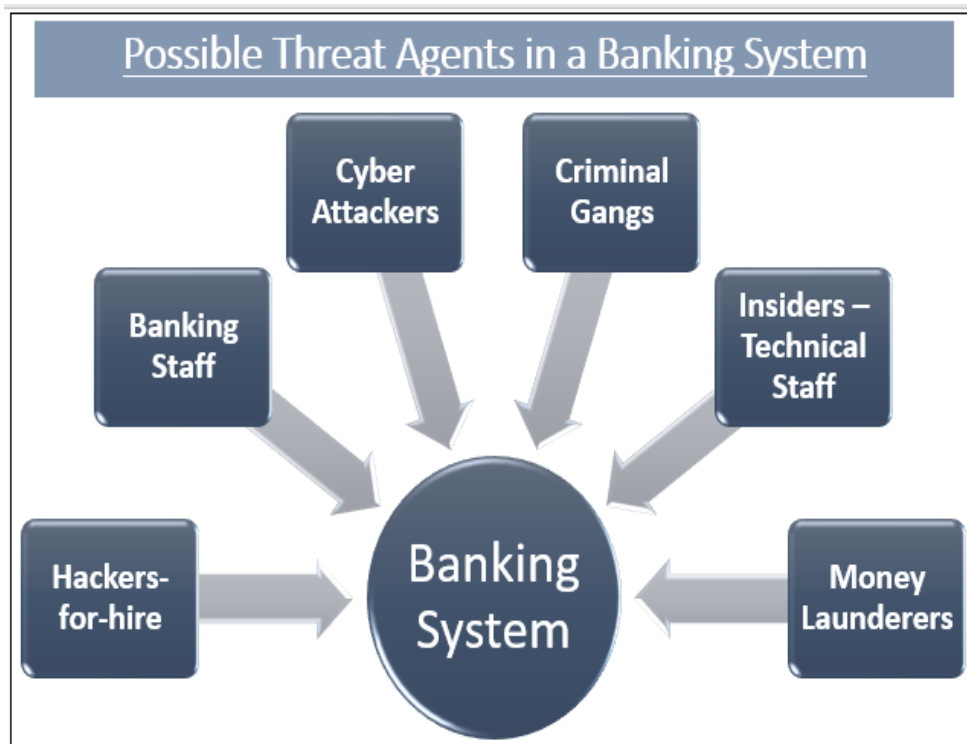 Possible Threat Agents in a Banking System
Cyber
Attackers
Criminal
Gangs
Banking
Staff
Insiders –
Technical
Staff
Hackers-
for-hire
Banking
System
Money
Launderers